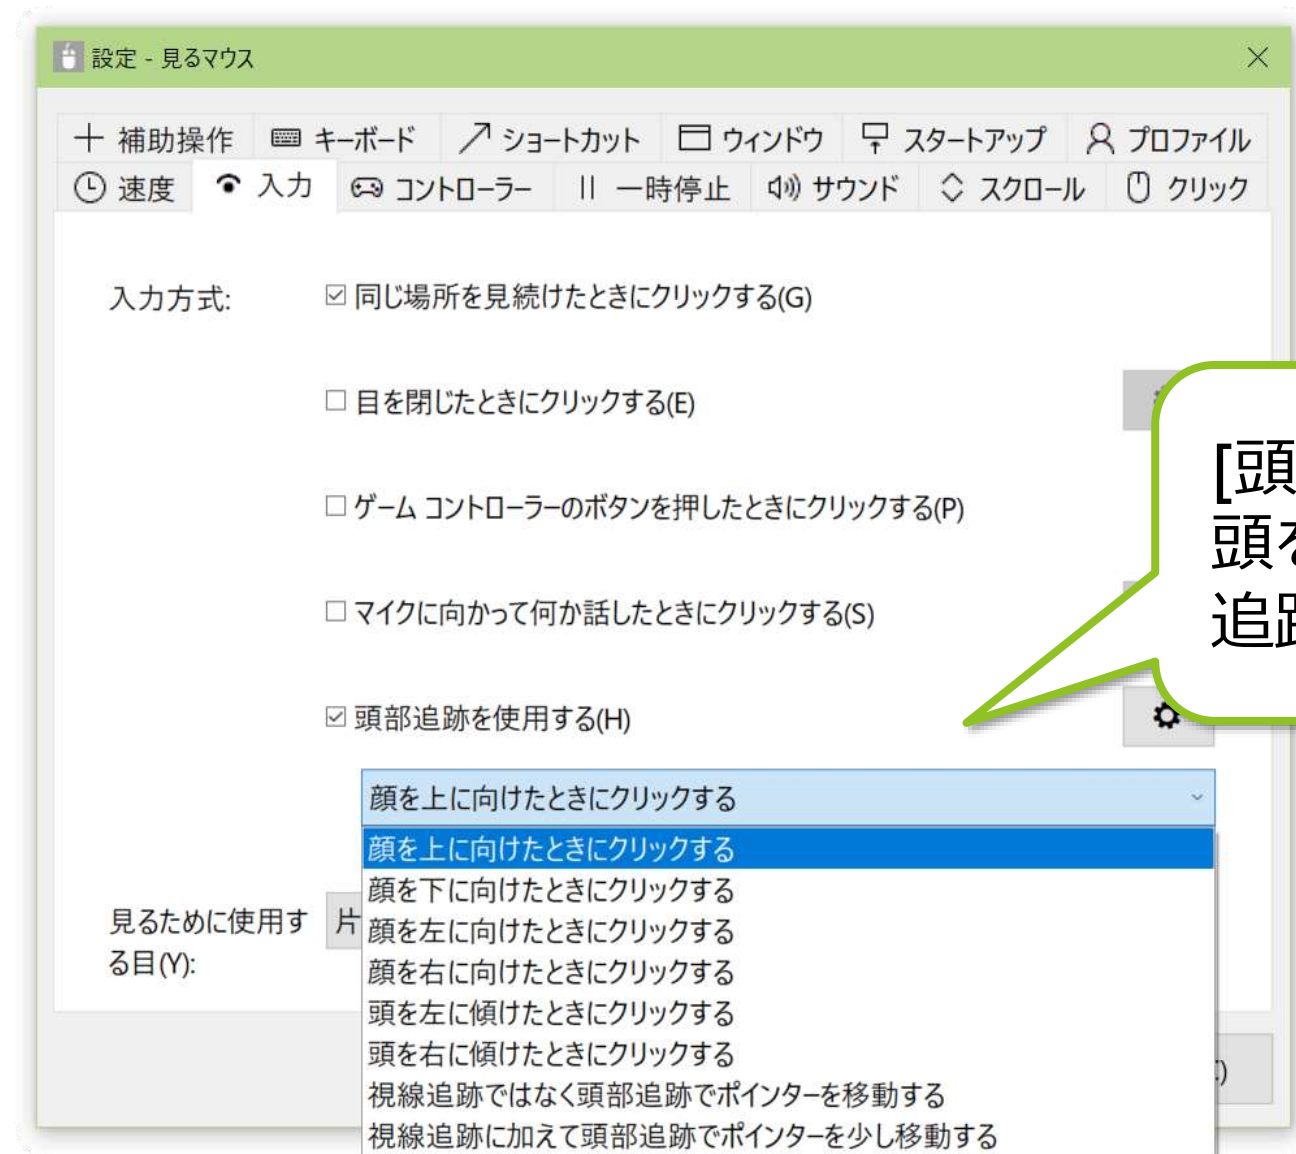 設定 - 見るマウス
補助操作 キーボード ショートカット ウィンドウ スタートアップ プロファイル
速度 入力 コントローラー 一時停止 サウンド スクロール クリック
入力方式: 同じ場所を見続けたときにクリックする(G)
目を閉じたときにクリックする(E)
ゲーム コントローラーのボタンを押したときにクリックする(P)
マイクに向かって何か話したときにクリックする(S)
頭部追跡を使用する(H)
[頭
頭を
追跡
顔を上に向けたときにクリックする
顔を上に向けたときにクリックする
顔を下に向けたときにクリックする
顔を左に向けたときにクリックする
顔を右に向けたときにクリックする
頭を左に傾けたときにクリックする
頭を右に傾けたときにクリックする
視線追跡ではなく頭部追跡でポインターを移動する
視線追跡に加えて頭部追跡でポインターを少し移動する
見るために使用す
る目(Y):
片